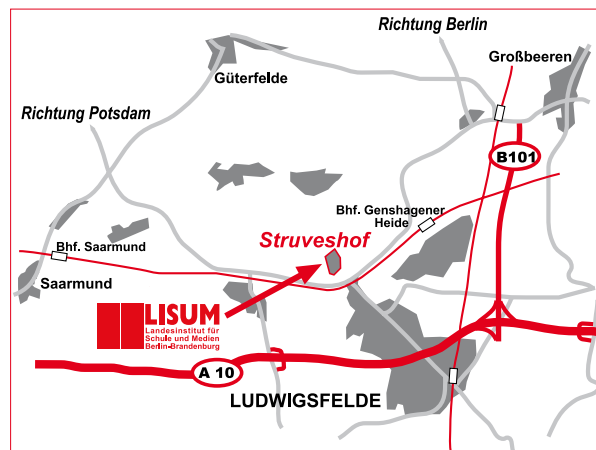 Richtung Berlin
Großbeeren
Güterfelde
Richtung Potsdam
B101
Bhf. Genshagener
Heide
Struveshof
Bhf. Saarmund
Saarmund
LISUM
Landesinstitut für
Schule und Medien
Berlin-Brandenburg
A 10
LUDWIGSFELDE